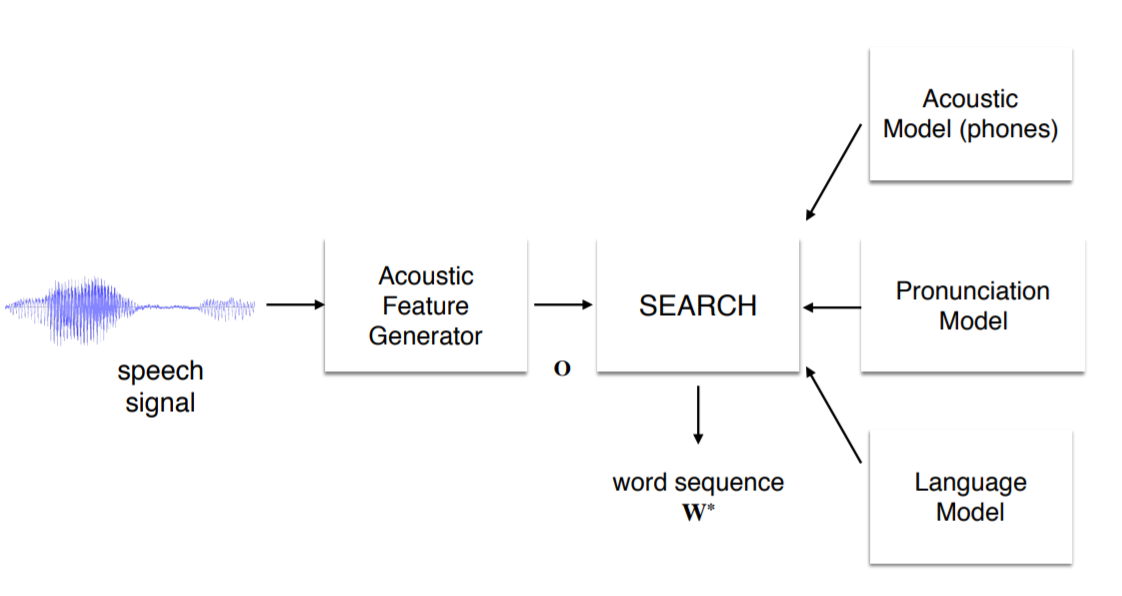 speech
signal
Acoustic
Feature
Generator
O
SEARCH
word sequence
W*
Acoustic
Model (phones)
Pronunciation
Model
Language
Model